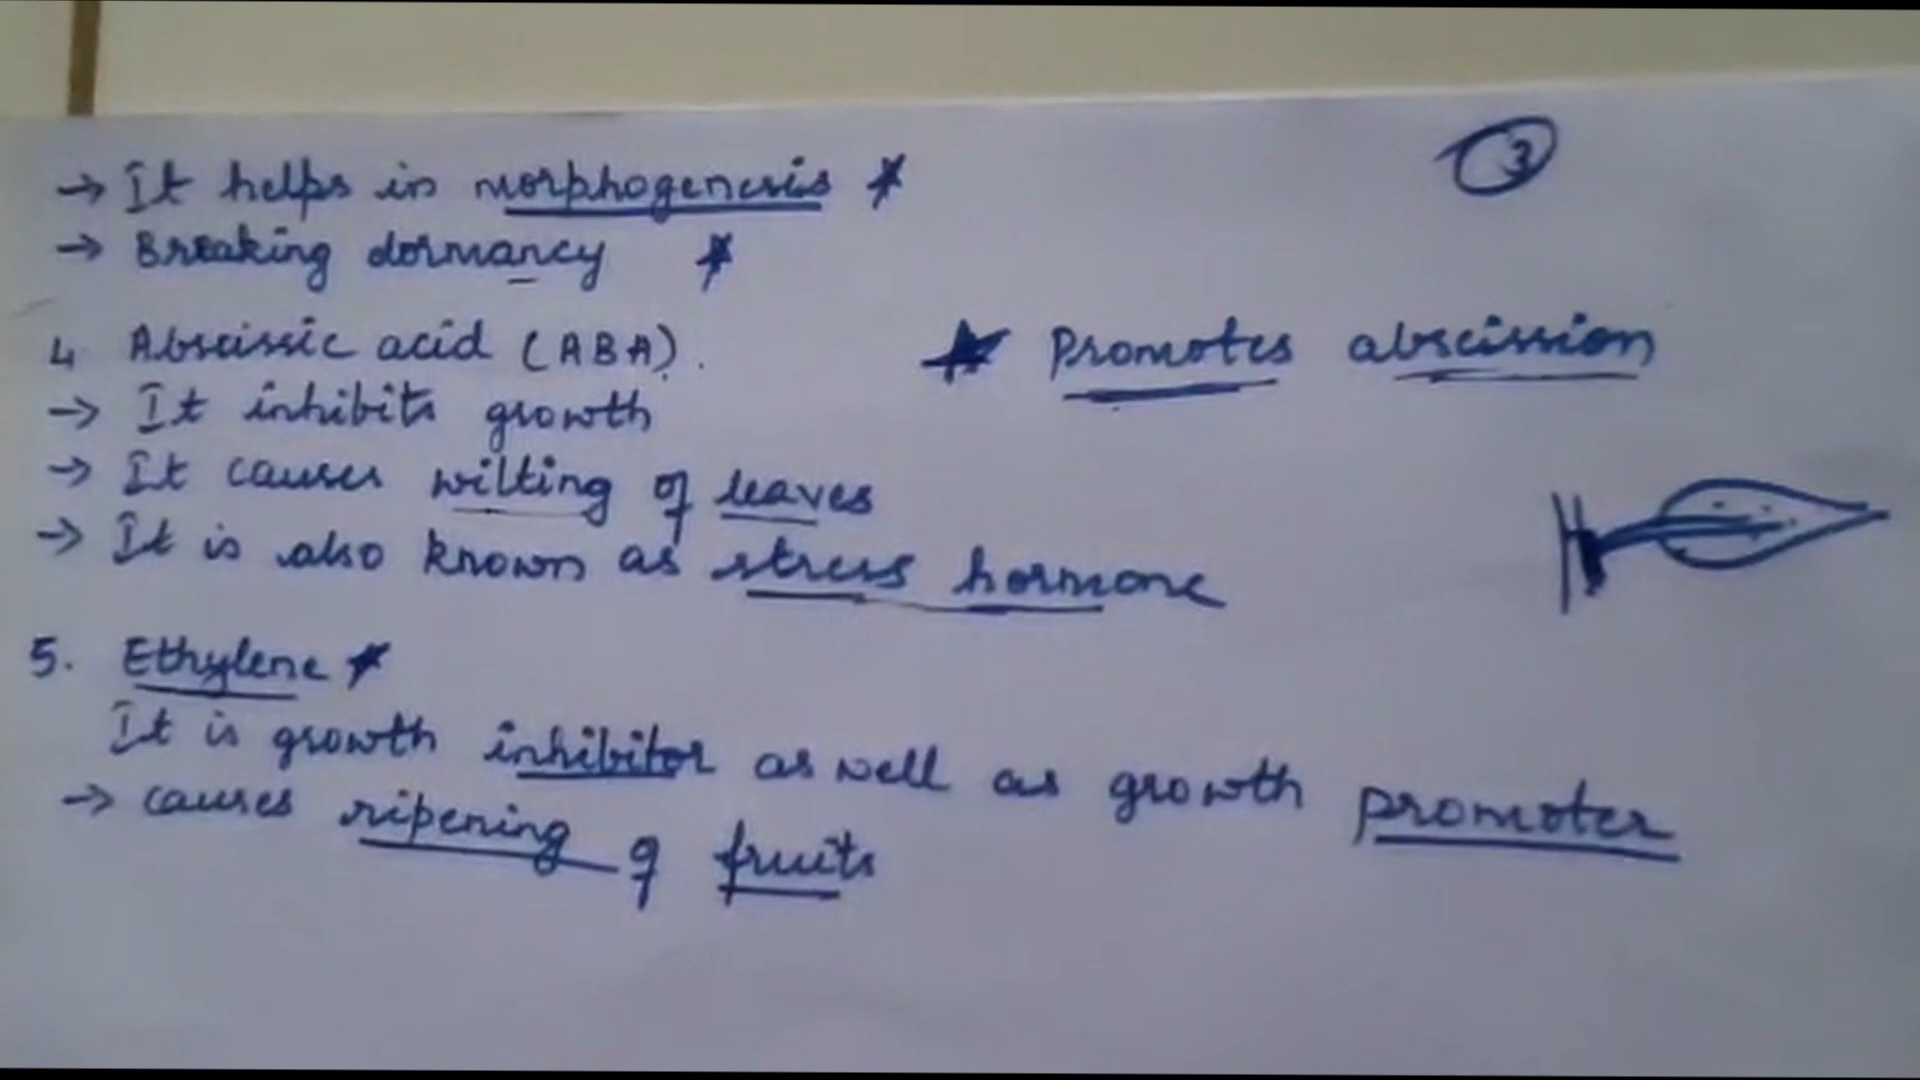 3
→ It helps in morphogenesis *
→ Breaking dormancy *
4 Abscissic acid (ABA). ★ Promotes abscission
→ It inhibits growth
→ It causes wilting of leaves
→ It is also known as stress hormone
5. Ethylene *
It is growth inhibitor as well as growth promoter
→ causes ripening of fruits